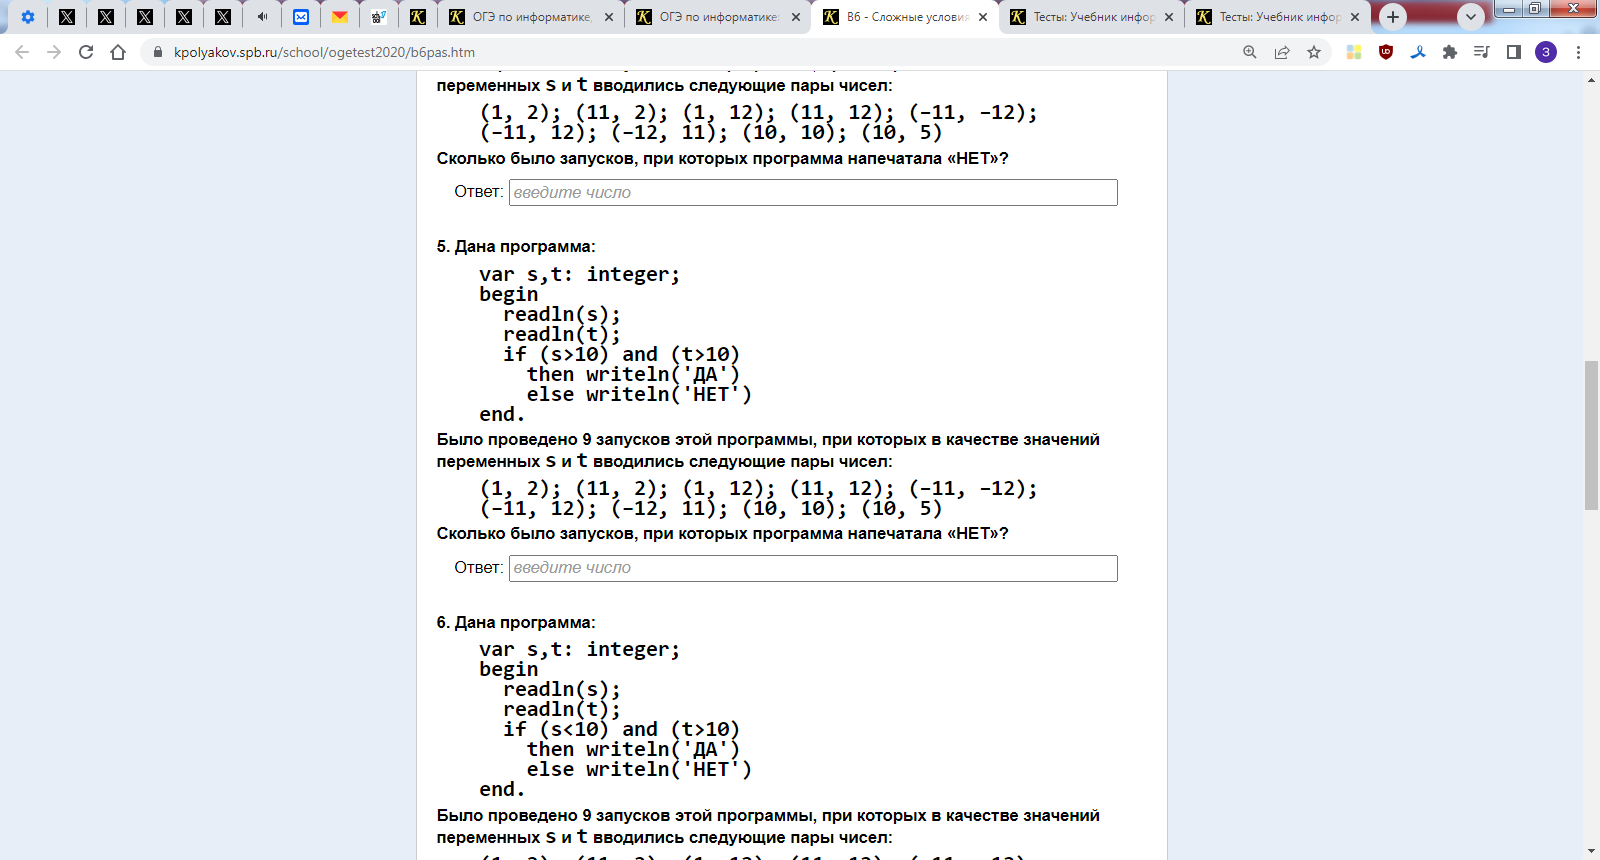 ОГЭ по информатике,
ОГЭ по информатике:
B6 - Сложные условия
Тесты: Учебник инфор
Тесты: Учебник инфор
kpolyakov.spb.ru/school/ogetest2020/b6pas.htm
З
переменных s и t вводились следующие пары чисел:
(1, 2); (11, 2); (1, 12); (11, 12); (-11, -12);
(-11, 12); (-12, 11); (10, 10); (10, 5)
Сколько было запусков, при которых программа напечатала «НЕТ»?
Ответ: введите число
5. Дана программа:
var s,t: integer;
begin
readln(s);
readln(t);
if (s>10) and (t>10)
then writeln('ДА')
else writeln('НЕТ')
end.
Было проведено 9 запусков этой программы, при которых в качестве значений
переменных s и t вводились следующие пары чисел:
(1, 2); (11, 2); (1, 12); (11, 12); (-11, -12);
(-11, 12); (-12, 11); (10, 10); (10, 5)
Сколько было запусков, при которых программа напечатала «НЕТ»?
Ответ: введите число
6. Дана программа:
var s,t: integer;
begin
readln(s);
readln(t);
if (s<10) and (t>10)
then writeln('ДА')
else writeln('НЕТ')
end.
Было проведено 9 запусков этой программы, при которых в качестве значений
переменных s и t вводились следующие пары чисел: